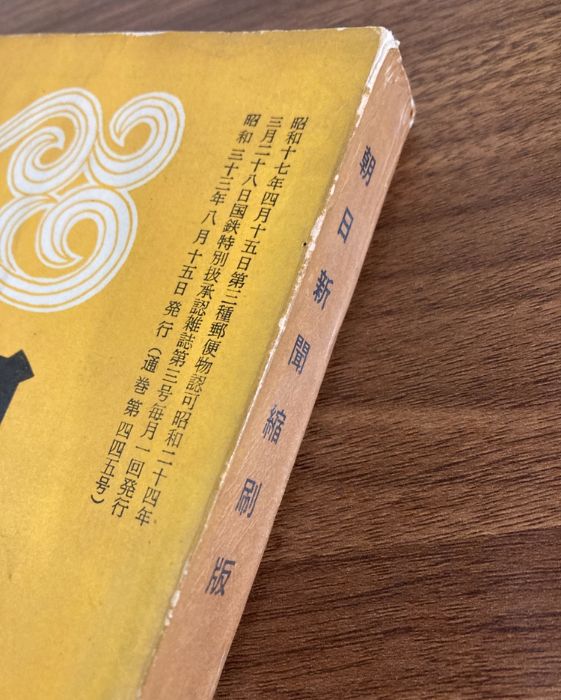 昭和十七年四月十五日第三種郵便物認可昭和二十四年
三月二十八日国鉄特別扱承認雑誌第三号毎月一回発行
昭和三十三年八月十五日発行(通巻第四四五号)
朝日新聞縮刷版